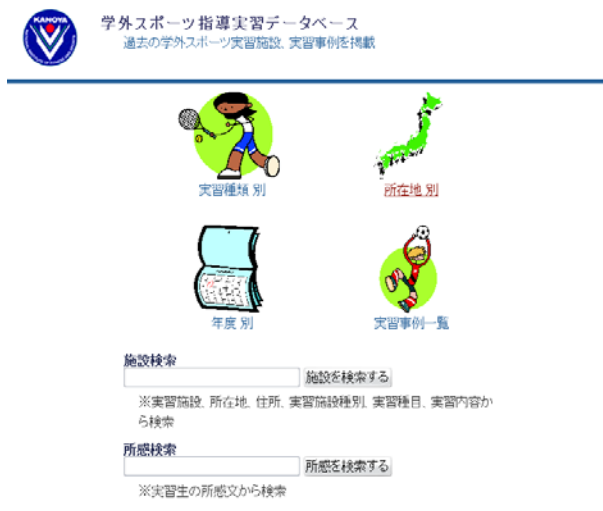 KANOYA
学外スポーツ指導実習データベース
過去の学外スポーツ実習施設, 実習事例を掲載
実習種類 別
所在地 別
年度 別
実習事例一覧
施設検索
施設を検索する
※実習施設, 所在地, 住所, 実習施設種別, 実習種目, 実習内容か
ら検索
所感検索
所感を検索する
※実習生の所感文から検索